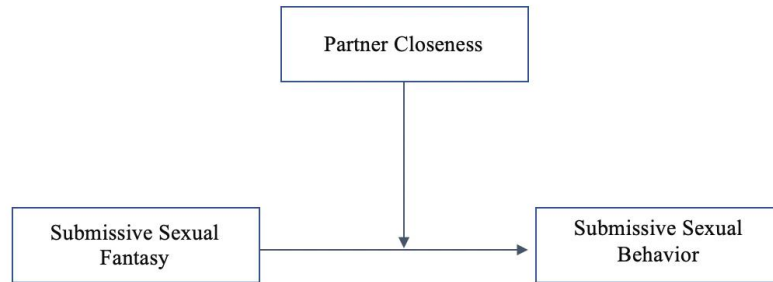 Partner Closeness
Submissive Sexual
Fantasy
Submissive Sexual
Behavior